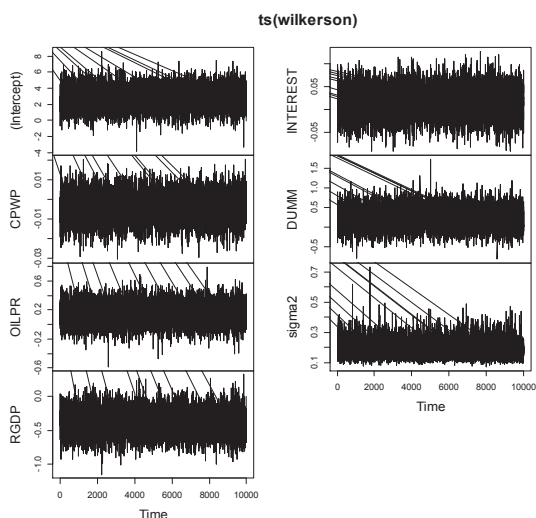 ts(wilkerson)
(Intercept)
-2 0 2 4 6 8
CPWP
-0.03 -0.01 0.01
OILPR
-0.6 -0.2 0.2 0.6
RGDP
-1.0 -0.5 0.0
0 2000 4000 6000 8000 10000
Time
INTEREST
-0.05 0.05
DUMM
-0.5 0.5 1.0 1.5
sigma2
0.1 0.3 0.5 0.7
0 2000 4000 6000 8000 10000
Time